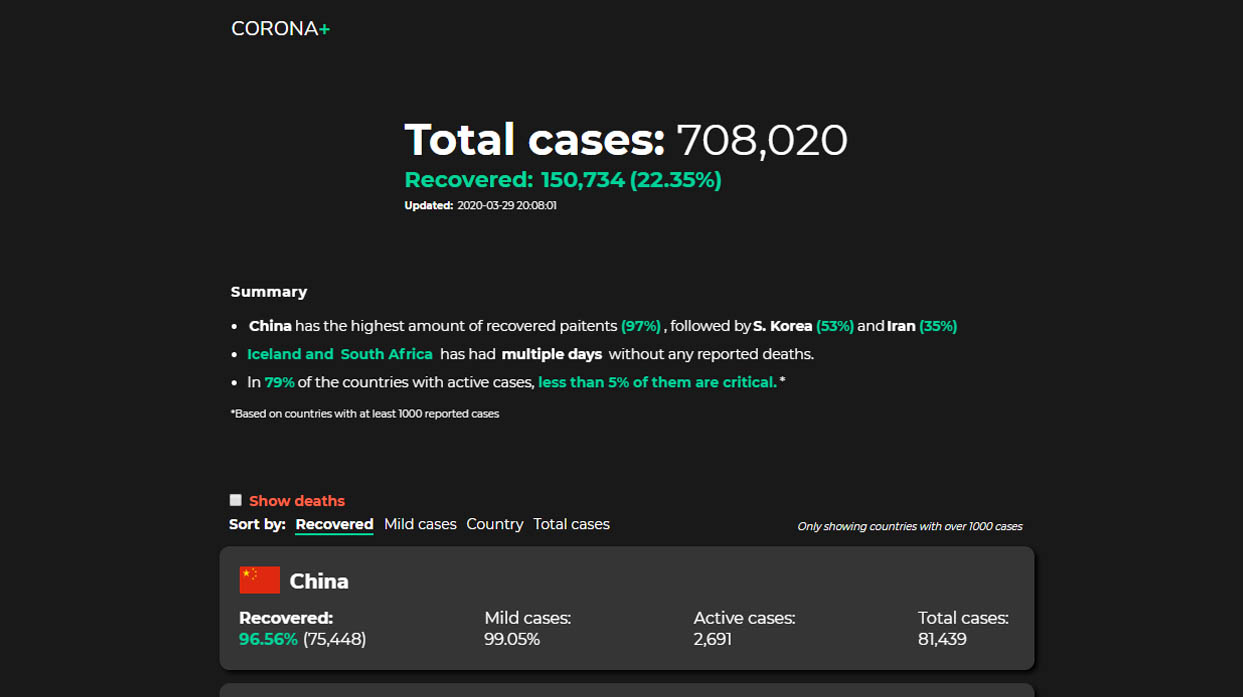 CORONA+
Total cases: 708,020
Recovered: 150,734 (22.35%)
Updated: 2020-03-29 20:08:01
Summary
• China has the highest amount of recovered paitents (97%) , followed by S. Korea (53%) and Iran (35%)
• Iceland and South Africa has had multiple days without any reported deaths.
• In 79% of the countries with active cases, less than 5% of them are critical. *
*Based on countries with at least 1000 reported cases
Show deaths
Sort by: Recovered Mild cases Country Total cases
Only showing countries with over 1000 cases
China
Recovered: Mild cases: Active cases: Total cases:
96.56% (75,448) 99.05% 2,691 81,439